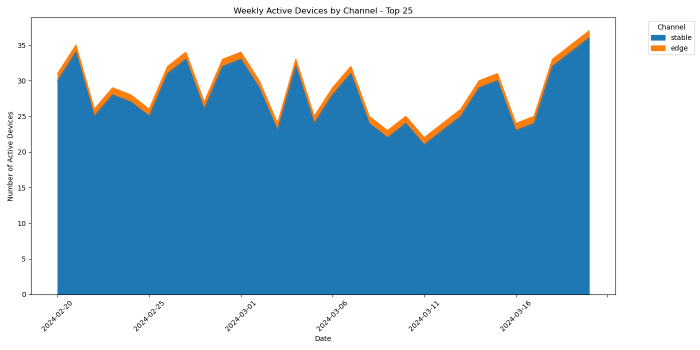 Weekly Active Devices by Channel - Top 25
Channel
stable
edge
Number of Active Devices
35
30
25
20
15
10
5
0
2024-02-20
2024-02-25
2024-03-01
2024-03-06
2024-03-11
2024-03-16
Date